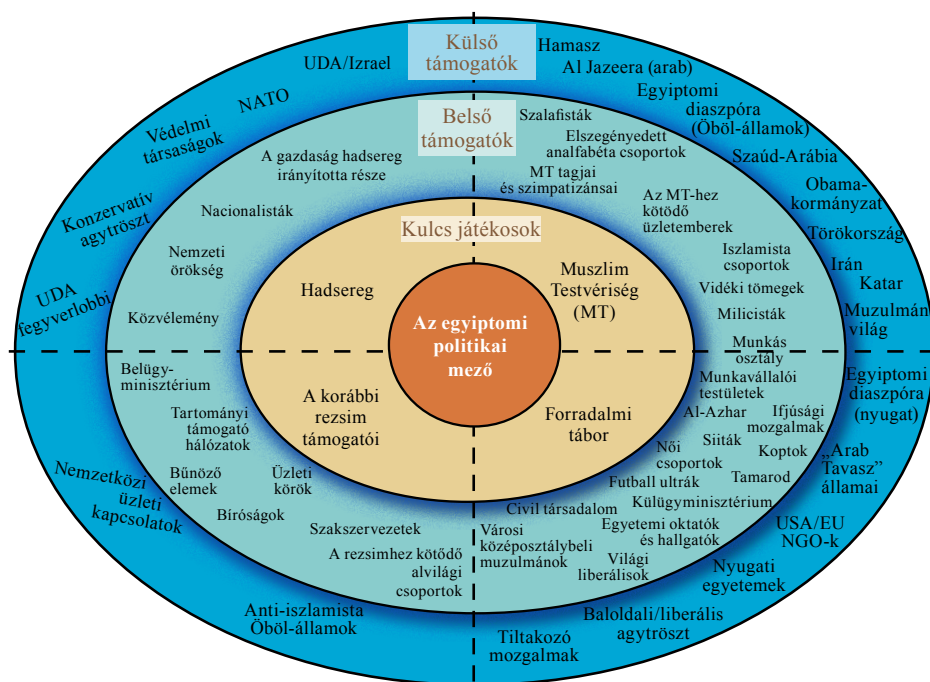 Külső
támogatók
UDA/Izrael
NATO
Védelmi
társaságok
Konzervatív
agytröszt
UDA
fegyverlobbi
Hamasz
Al Jazeera (arab)
Egyiptomi
diaszpóra
(Öböl-államok)
Szaúd-Arábia
Obama-
kormányzat
Törökország
Irán
Katar
Muzulmán
világ
Belső
támogatók
A gazdaság hadsereg
irányította része
Nacionalisták
Nemzeti
örökség
Közvélemény
Szalafisták
Elszegényedett
analfabéta csoportok
MT tagjai
és szimpatizánsai
Az MT-hez
kötödő
üzletemberek
Iszlamista
csoportok
Vidéki tömegek
Milicisták
Munkás
osztály
Kulcs játékosok
Hadsereg
Muszlim
Testvériség
(MT)
Az egyiptomi
politikai
mező
A korábbi
rezsim
támogatói
Forradalmi
tábor
Belügy-
minisztérium
Tartományi
támogató
hálózatok
Bűnöző
elemek
Üzleti
körök
Bíróságok
Szakszervezetek
A rezsimhez kötődő
alvilági
csoportok
Munkavállalói
testületek
Al-Azhar
Ifjúsági
mozgalmak
Siiták
Koptok
Női
csoportok
Tamarod
Futball ultrák
Külügyminisztérium
Civil társadalom
Egyetemi oktatók
és hallgatók
Városi
középosztálybeli
muzulmánok
Világi
liberálisok
Nemzetközi
üzleti
kapcsolatok
Anti-iszlamista
Öböl-államok
Egyiptomi
diaszpóra
(nyugat)
„Arab
Tavasz”
államai
USA/EU
NGO-k
Nyugati
egyetemek
Baloldali/liberális
agytröszt
Tiltakozó
mozgalmak